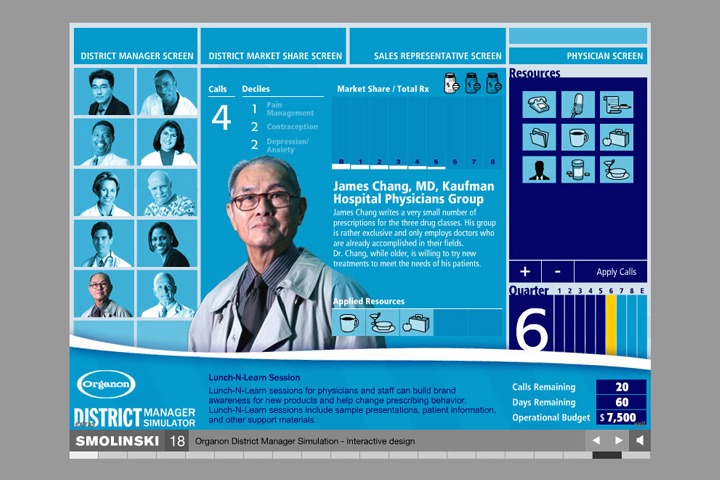 DISTRICT MANAGER SCREEN
DISTRICT MARKET SHARE SCREEN
SALES REPRESENTATIVE SCREEN
PHYSICIAN SCREEN
Calls
4
Deciles
1 Pain Management
2 Contraception
2 Depression/Anxiety
Market Share / Total Rx
R 1 2 3 4 5 6 7 8
James Chang, MD, Kaufman
Hospital Physicians Group
James Chang writes a very small number of
prescriptions for the three drug classes. His group
is rather exclusive and only employs doctors who
are already accomplished in their fields.
Dr. Chang, while older, is willing to try new
treatments to meet the needs of his patients.
Applied Resources
Resources
+ - Apply Calls
Quarter 1 2 3 4 5 6 7 8 E
6
Organon
DISTRICT MANAGER
SIMULATOR
Lunch-N-Learn Session
Lunch-N-Learn sessions for physicians and staff can build brand
awareness for new products and help change prescribing behavior.
Lunch-N-Learn sessions include sample presentations, patient information,
and other support materials.
Calls Remaining 20
Days Remaining 60
Operational Budget $ 7,500
SMOLINSKI 18 Organon District Manager Simulation - interactive design